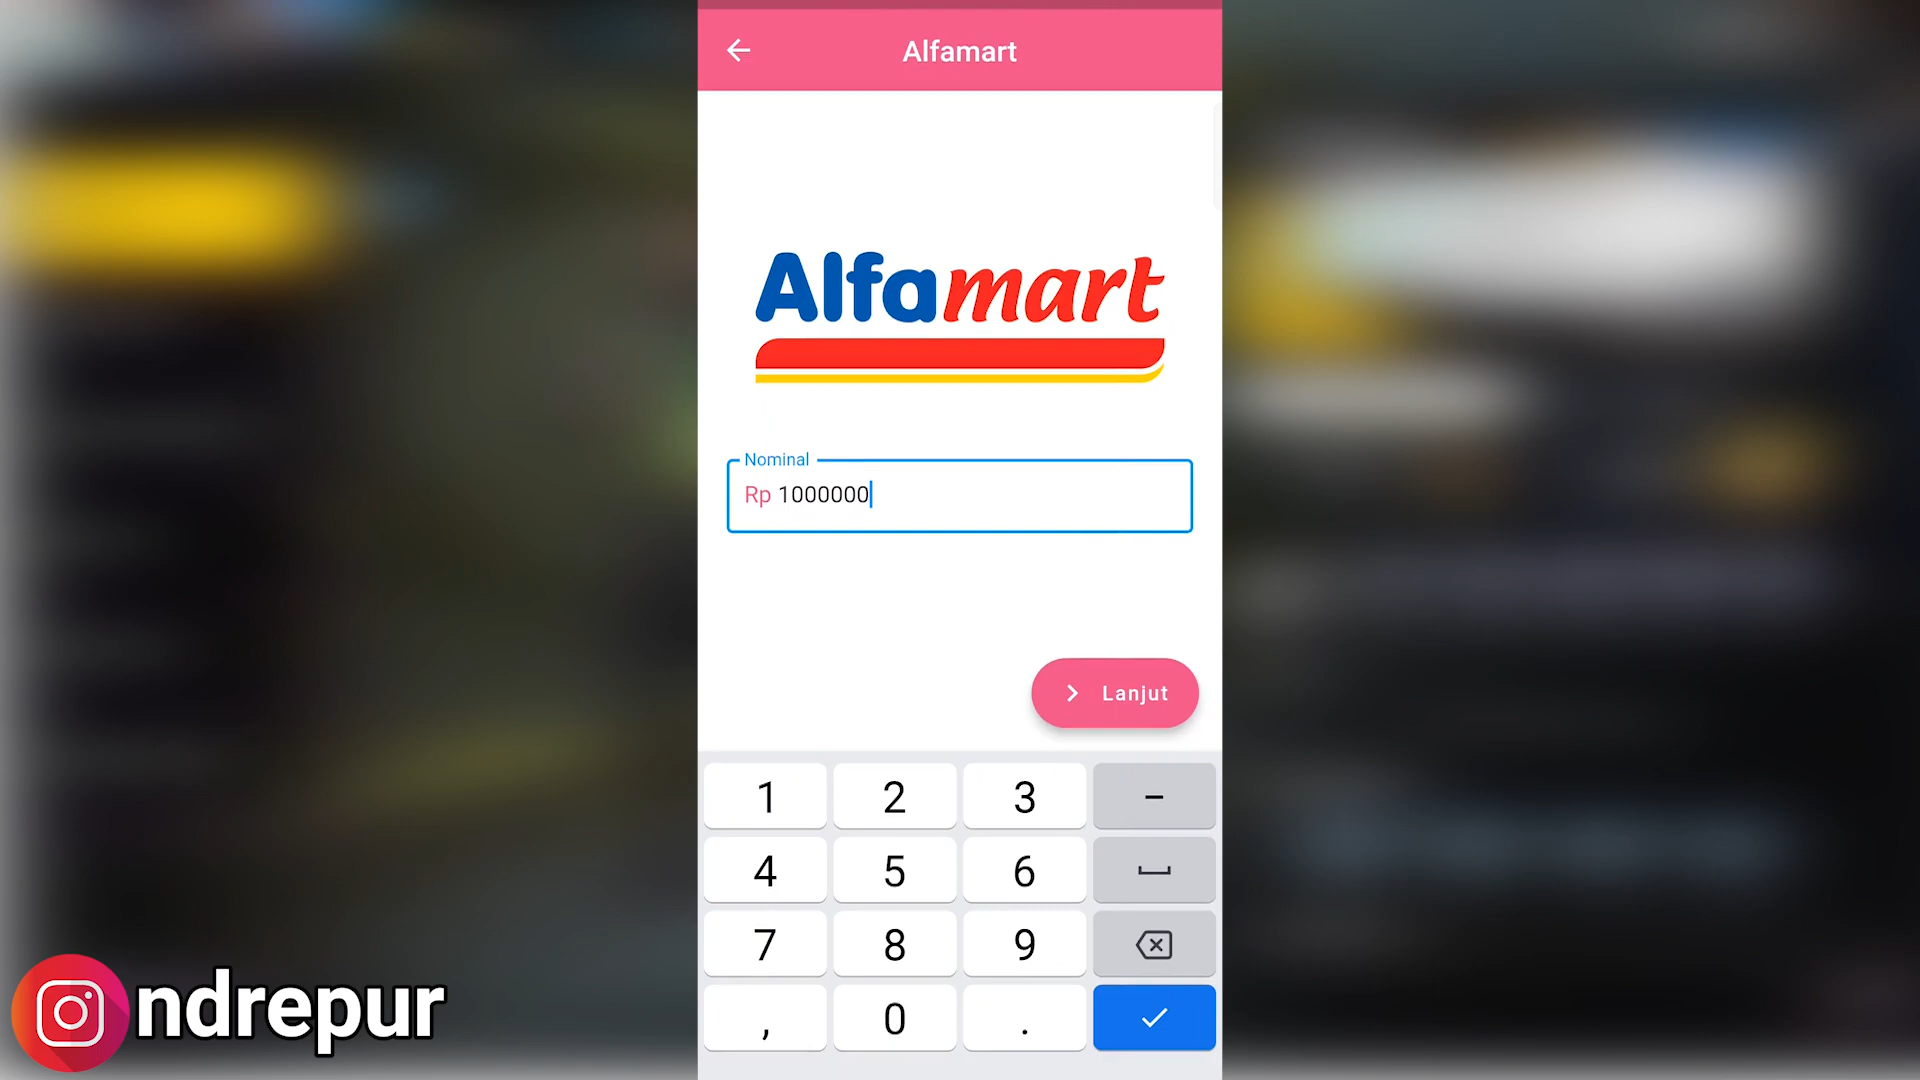 Alfamart
Alfamart
Nominal
Rp 1000000
Lanjut
1 2 3 –
4 5 6
7 8 9
, 0 .
ndrepur